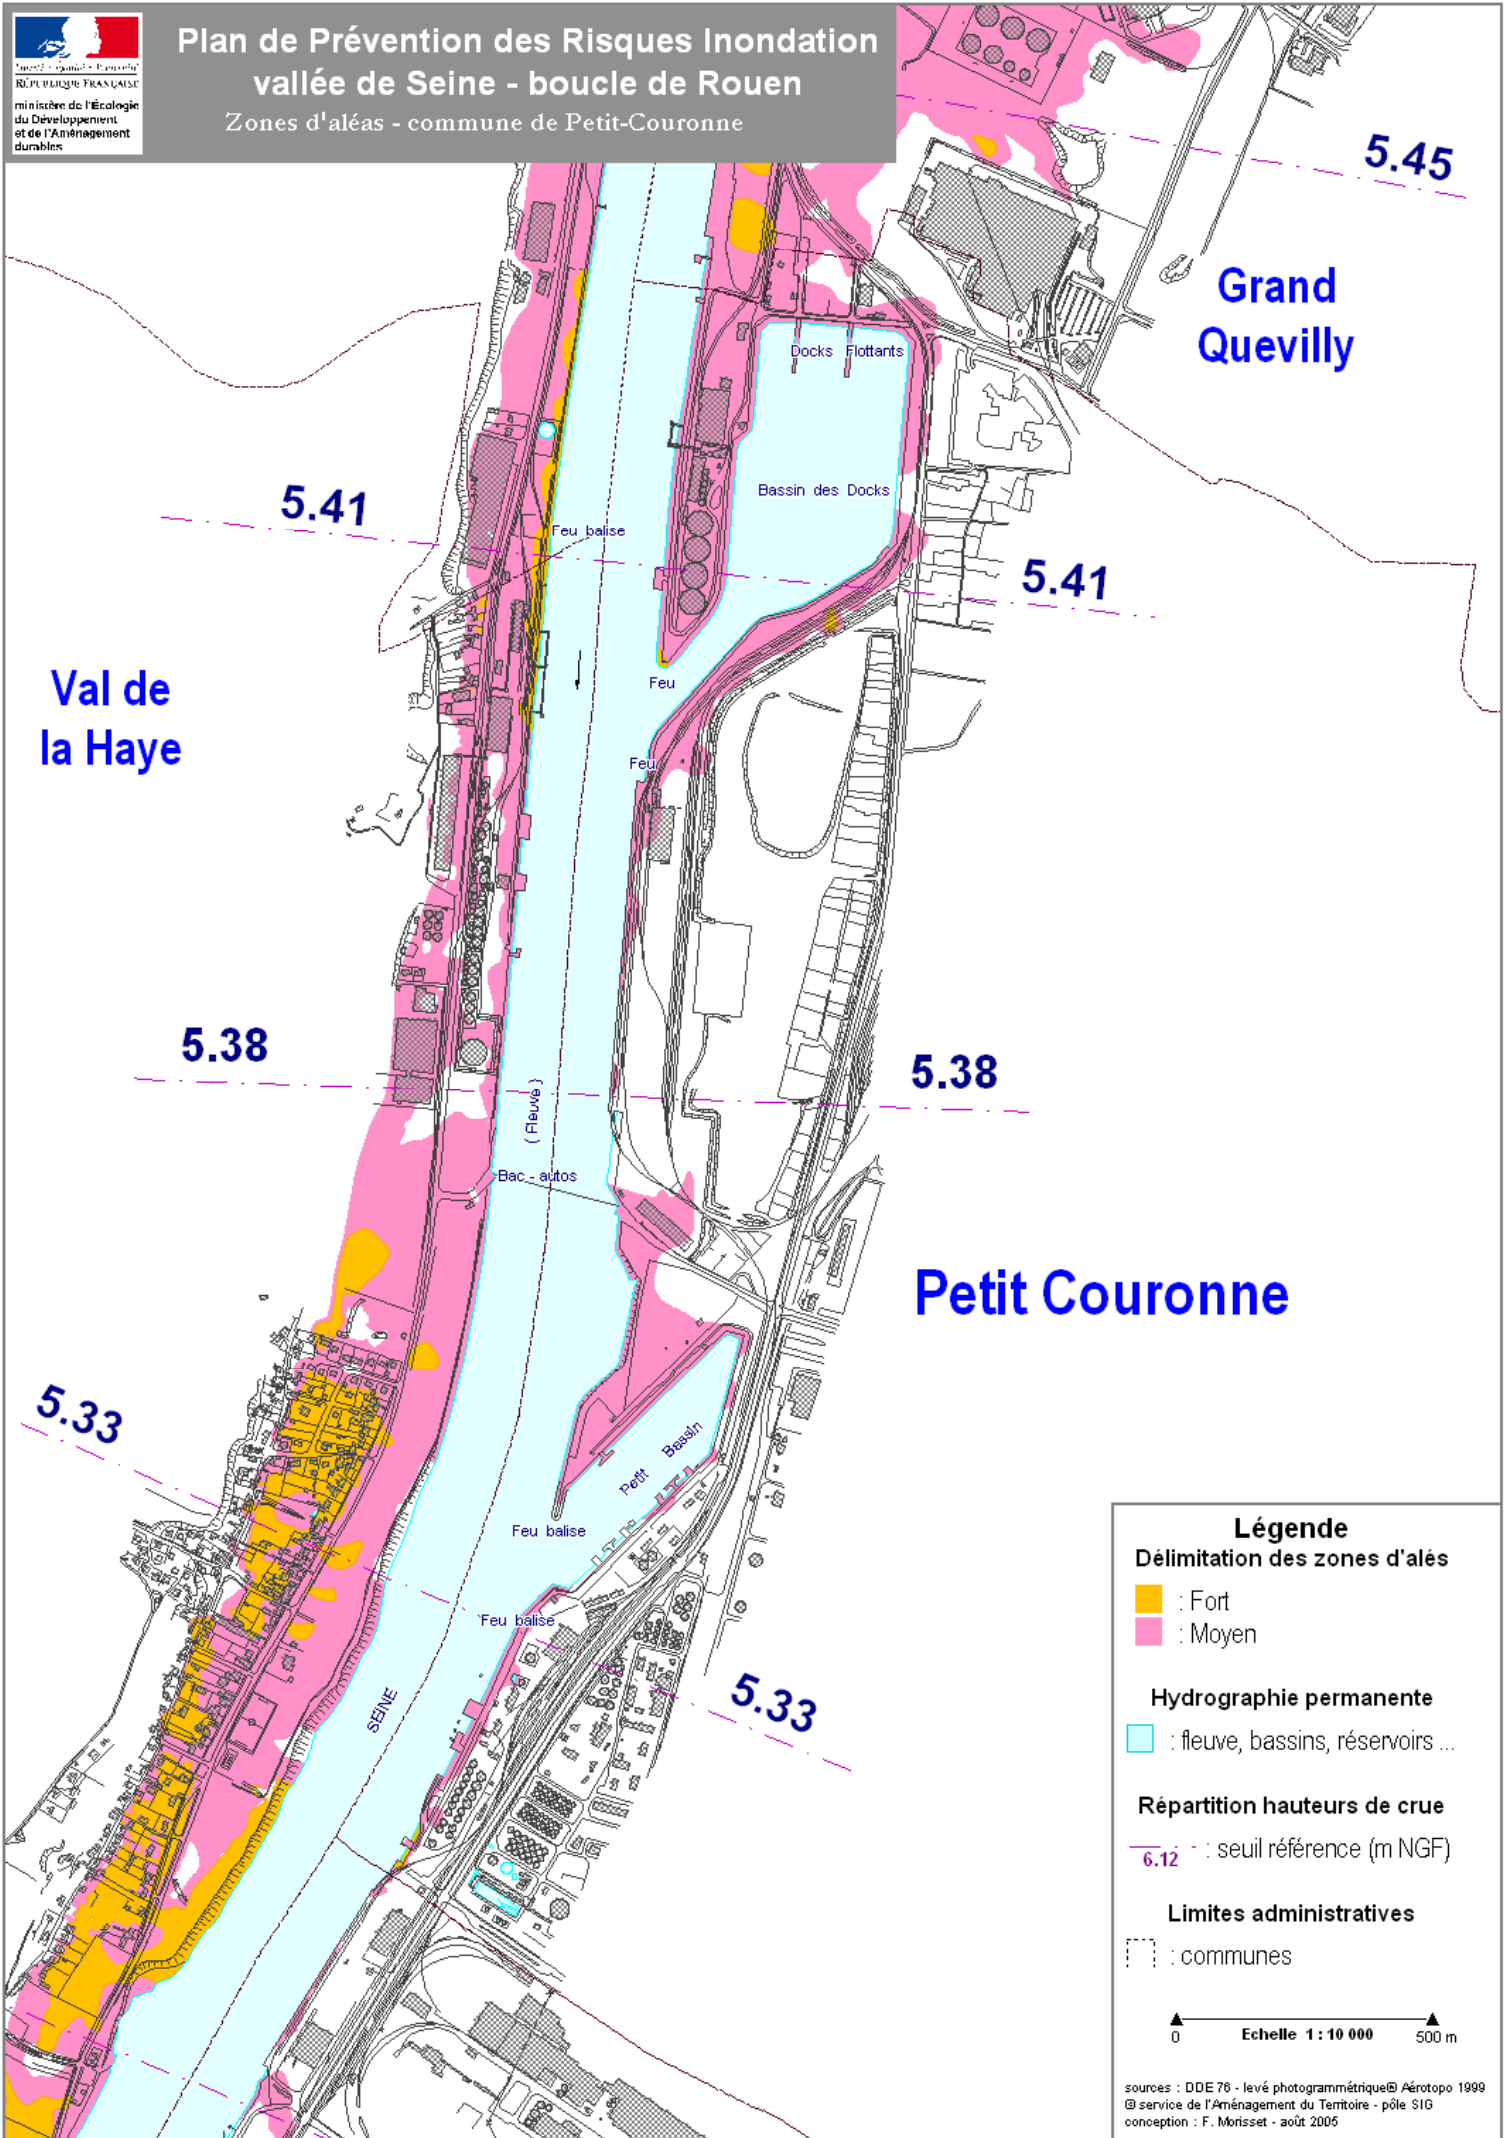 Plan de Prévention des Risques Inondation
vallée de Seine - boucle de Rouen
Zones d'aléas - commune de Petit-Couronne
RÉPUBLIQUE FRANÇAISE
ministère de l'Écologie
du Développement
et de l'Aménagement
durables
5.45
Grand
Quevilly
Docks Flottants
Bassin des Docks
5.41
Feu balise
5.41
Val de
la Haye
Feu
Feu
5.38
5.38
( Fleuve )
Bac - autos
Petit Couronne
5.33
Petit Bassin
Feu balise
Feu balise
5.33
SEINE
Légende
Délimitation des zones d'alés
: Fort
: Moyen
Hydrographie permanente
: fleuve, bassins, réservoirs ...
Répartition hauteurs de crue
6.12 : seuil référence (m NGF)
Limites administratives
: communes
0 Echelle 1 : 10 000 500 m
sources : DDE 76 - levé photogrammétrique® Aérotopo 1999
© service de l'Aménagement du Territoire - pôle SIG
conception : F. Morisset - août 2005